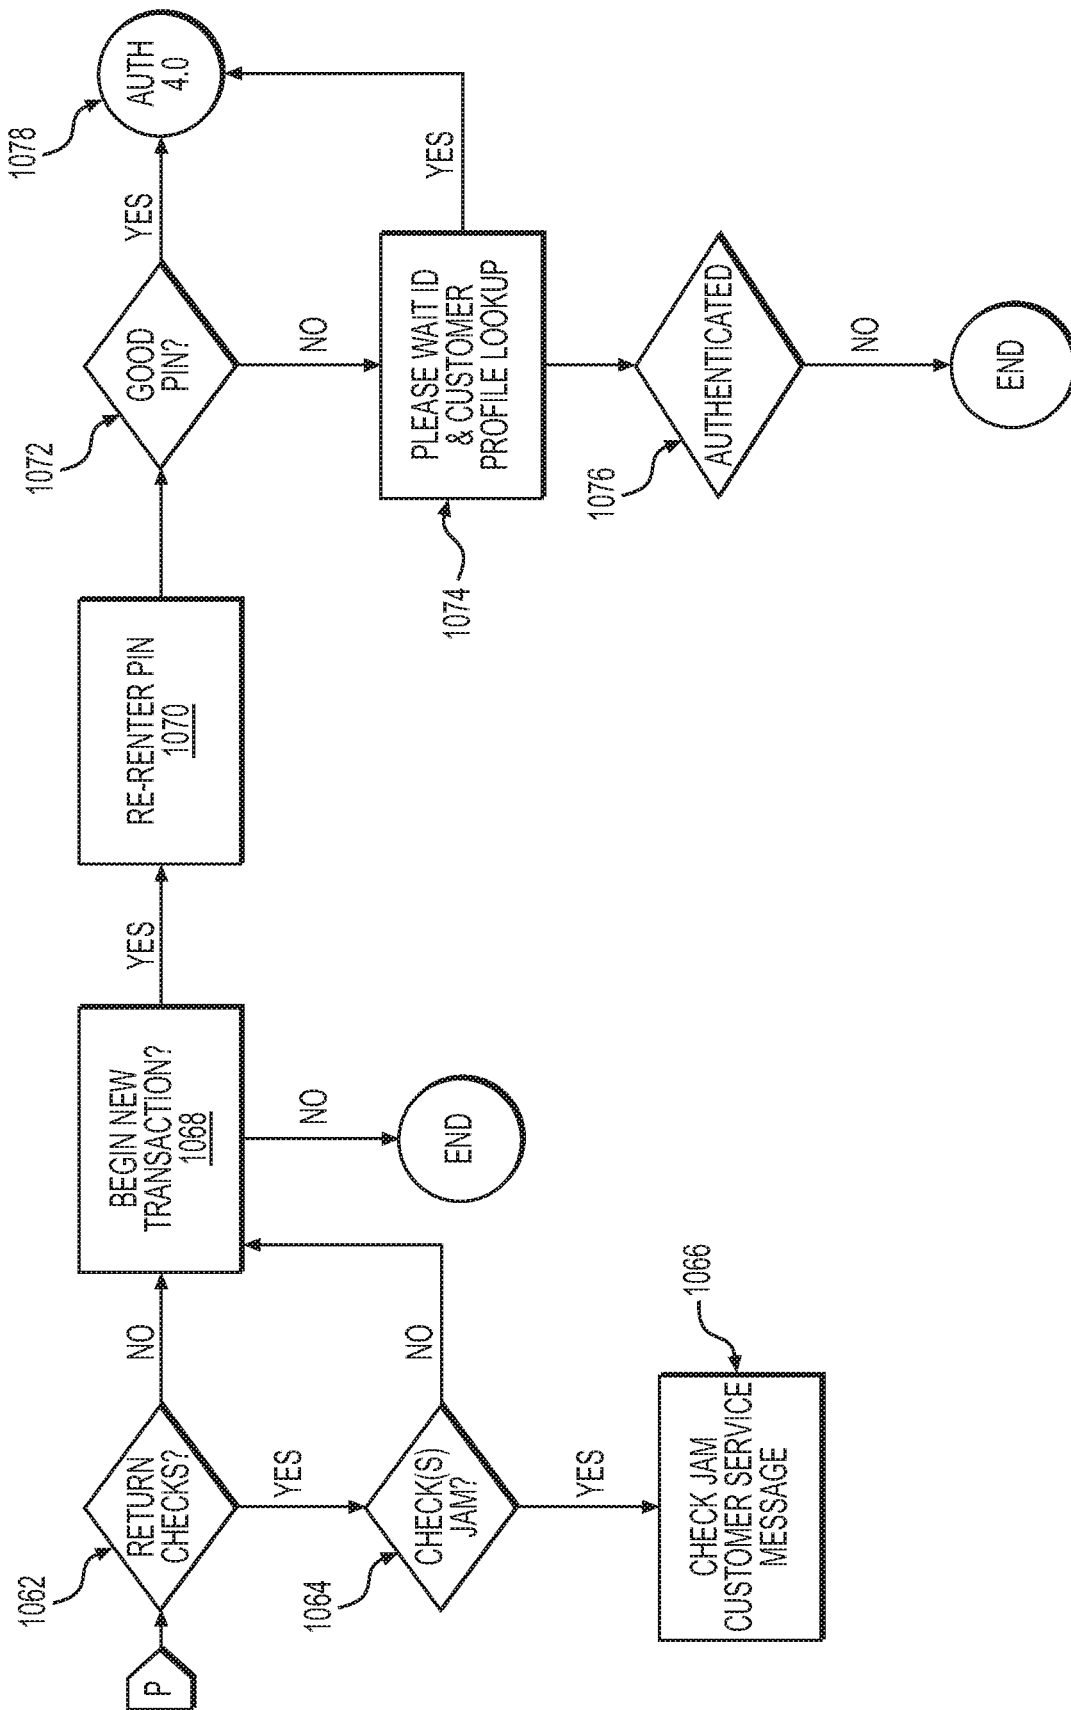 P
1062
RETURN
CHECKS?
NO
YES
1064
CHECK(S)
JAM?
NO
YES
1066
CHECK JAM
CUSTOMER SERVICE
MESSAGE
BEGIN NEW
TRANSACTION?
1068
NO
END
YES
RE-RENTER PIN
1070
1072
GOOD
PIN?
YES
1078
AUTH
4.0
NO
1074
PLEASE WAIT ID
& CUSTOMER
PROFILE LOOKUP
YES
1076
AUTHENTICATED
NO
END